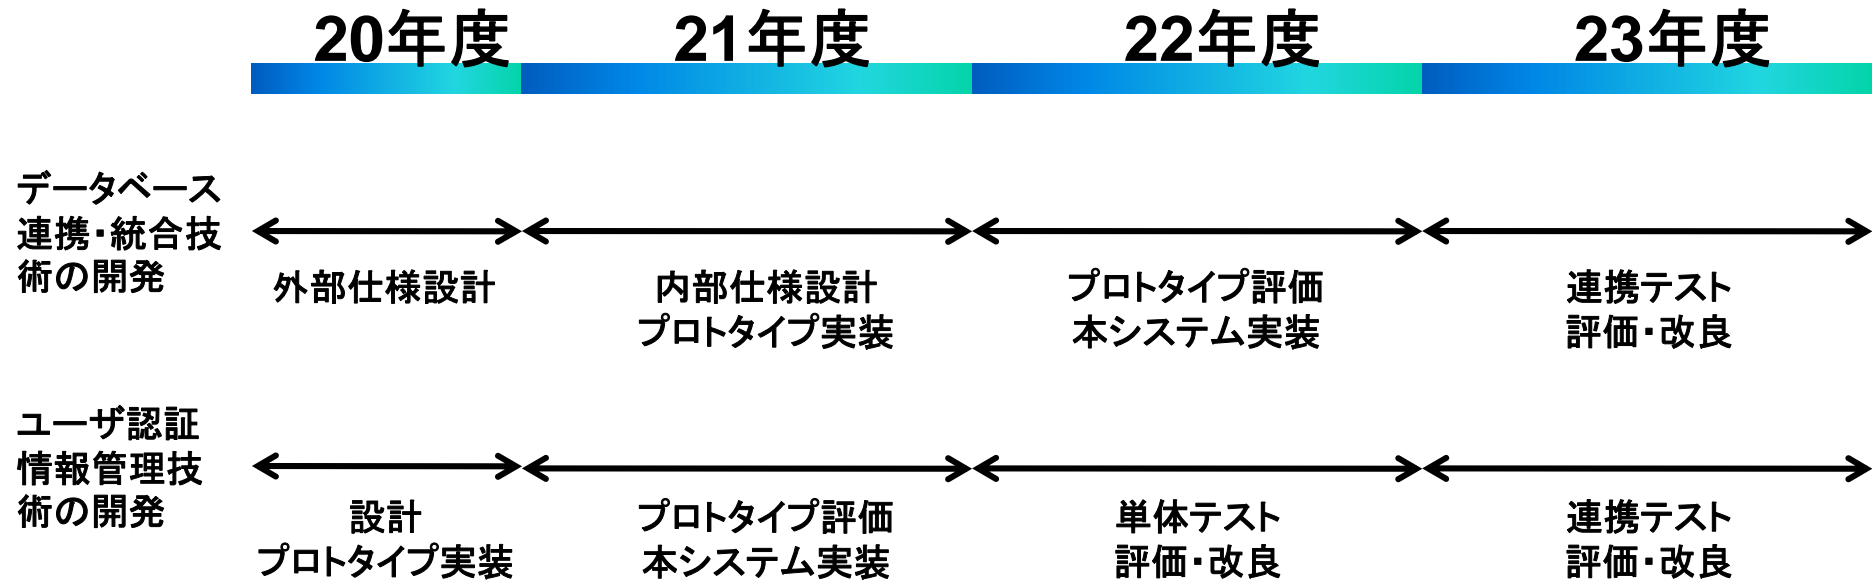 20年度 21年度 22年度 23年度
データベース
連携・統合技
術の開発
外部仕様設計
内部仕様設計
プロトタイプ実装
プロトタイプ評価
本システム実装
連携テスト
評価・改良
ユーザ認証
情報管理技
術の開発
設計
プロトタイプ実装
プロトタイプ評価
本システム実装
単体テスト
評価・改良
連携テスト
評価・改良